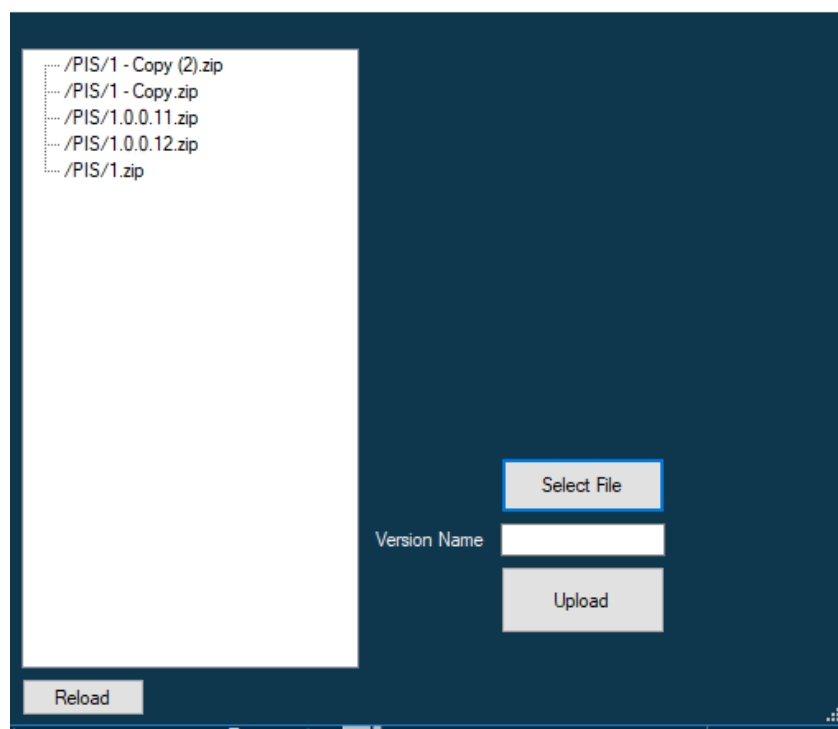 /PIS/1 - Copy (2).zip
/PIS/1 - Copy.zip
/PIS/1.0.0.11.zip
/PIS/1.0.0.12.zip
/PIS/1.zip
Select File
Version Name
Upload
Reload